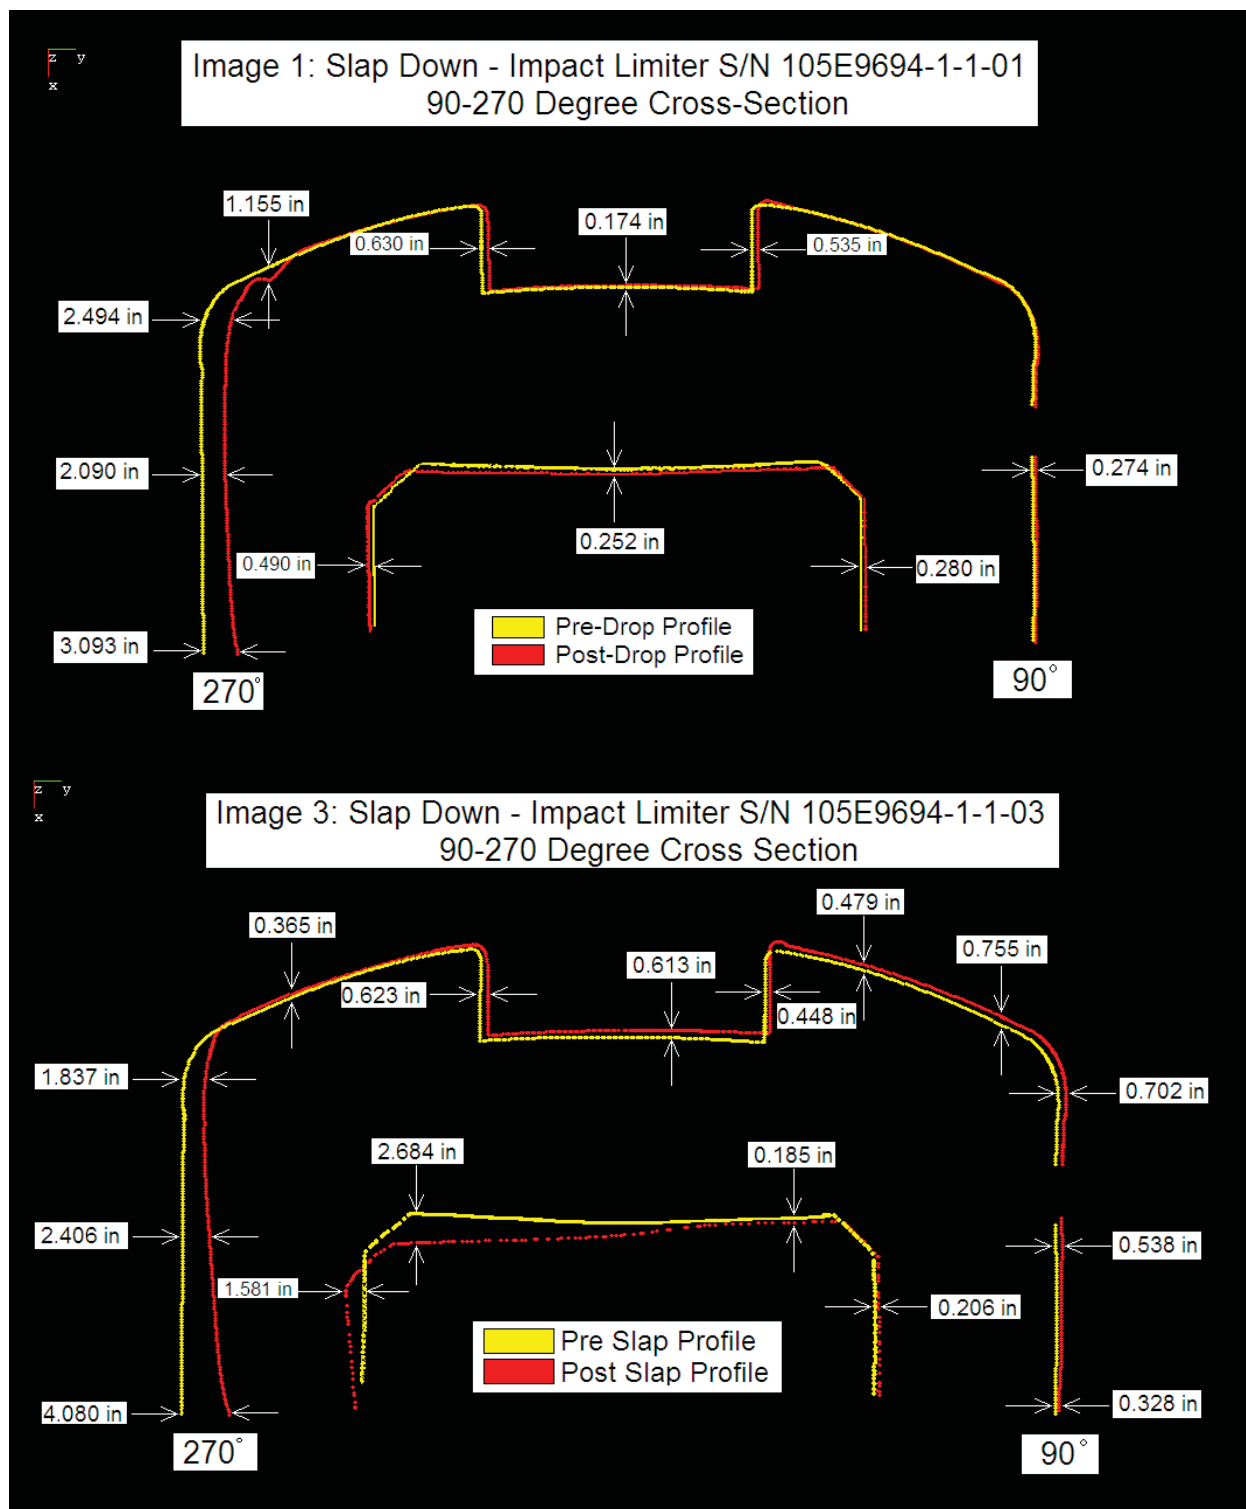 z y
x
Image 1: Slap Down - Impact Limiter S/N 105E9694-1-1-01
90-270 Degree Cross-Section
1.155 in
0.630 in
0.174 in
0.535 in
2.494 in
2.090 in
0.274 in
0.252 in
0.490 in
0.280 in
Pre-Drop Profile
Post-Drop Profile
3.093 in
270°
90°
z y
x
Image 3: Slap Down - Impact Limiter S/N 105E9694-1-1-03
90-270 Degree Cross Section
0.365 in
0.479 in
0.755 in
0.613 in
0.623 in
0.448 in
1.837 in
0.702 in
2.684 in
0.185 in
2.406 in
0.538 in
1.581 in
0.206 in
Pre Slap Profile
Post Slap Profile
4.080 in
0.328 in
270°
90°